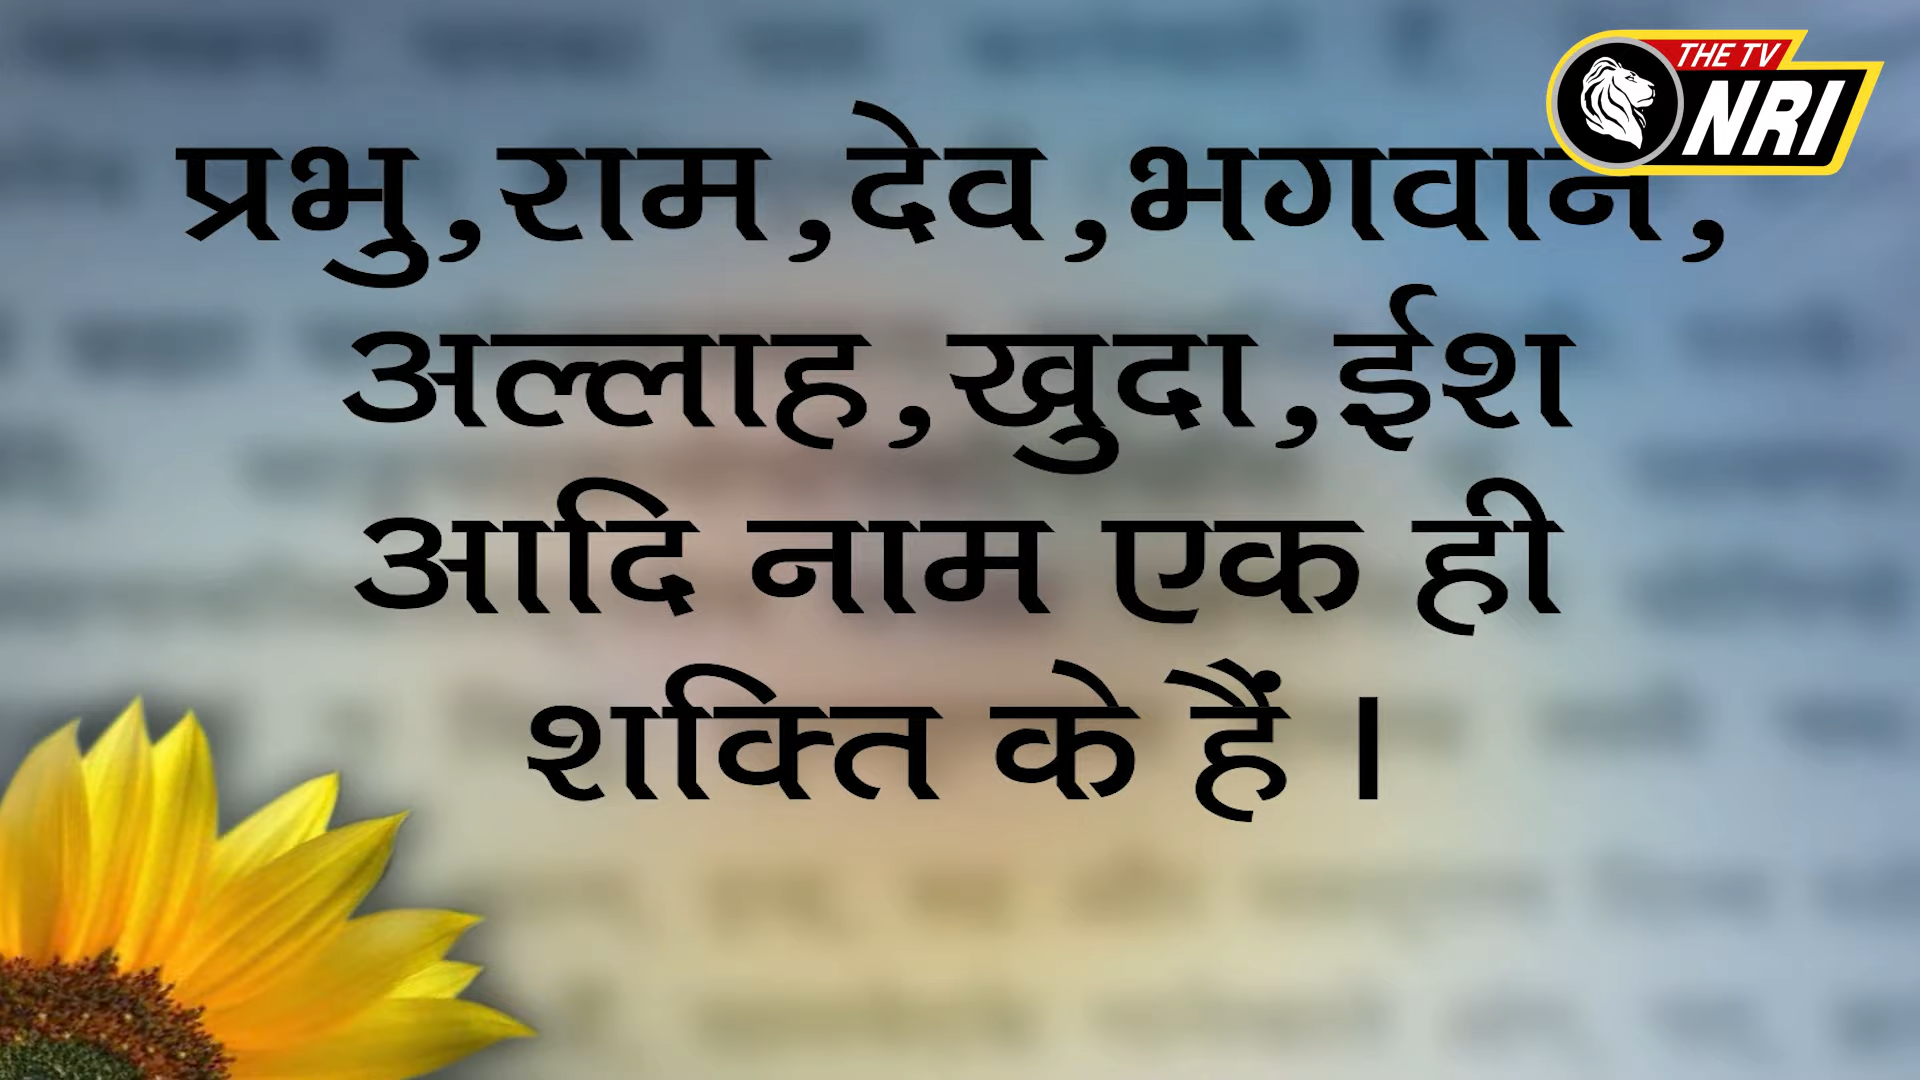 THE TV
NRI
प्रभु,राम,देव,भगवान,
अल्लाह,खुदा,ईश
आदि नाम एक ही
शक्ति के हैं ।